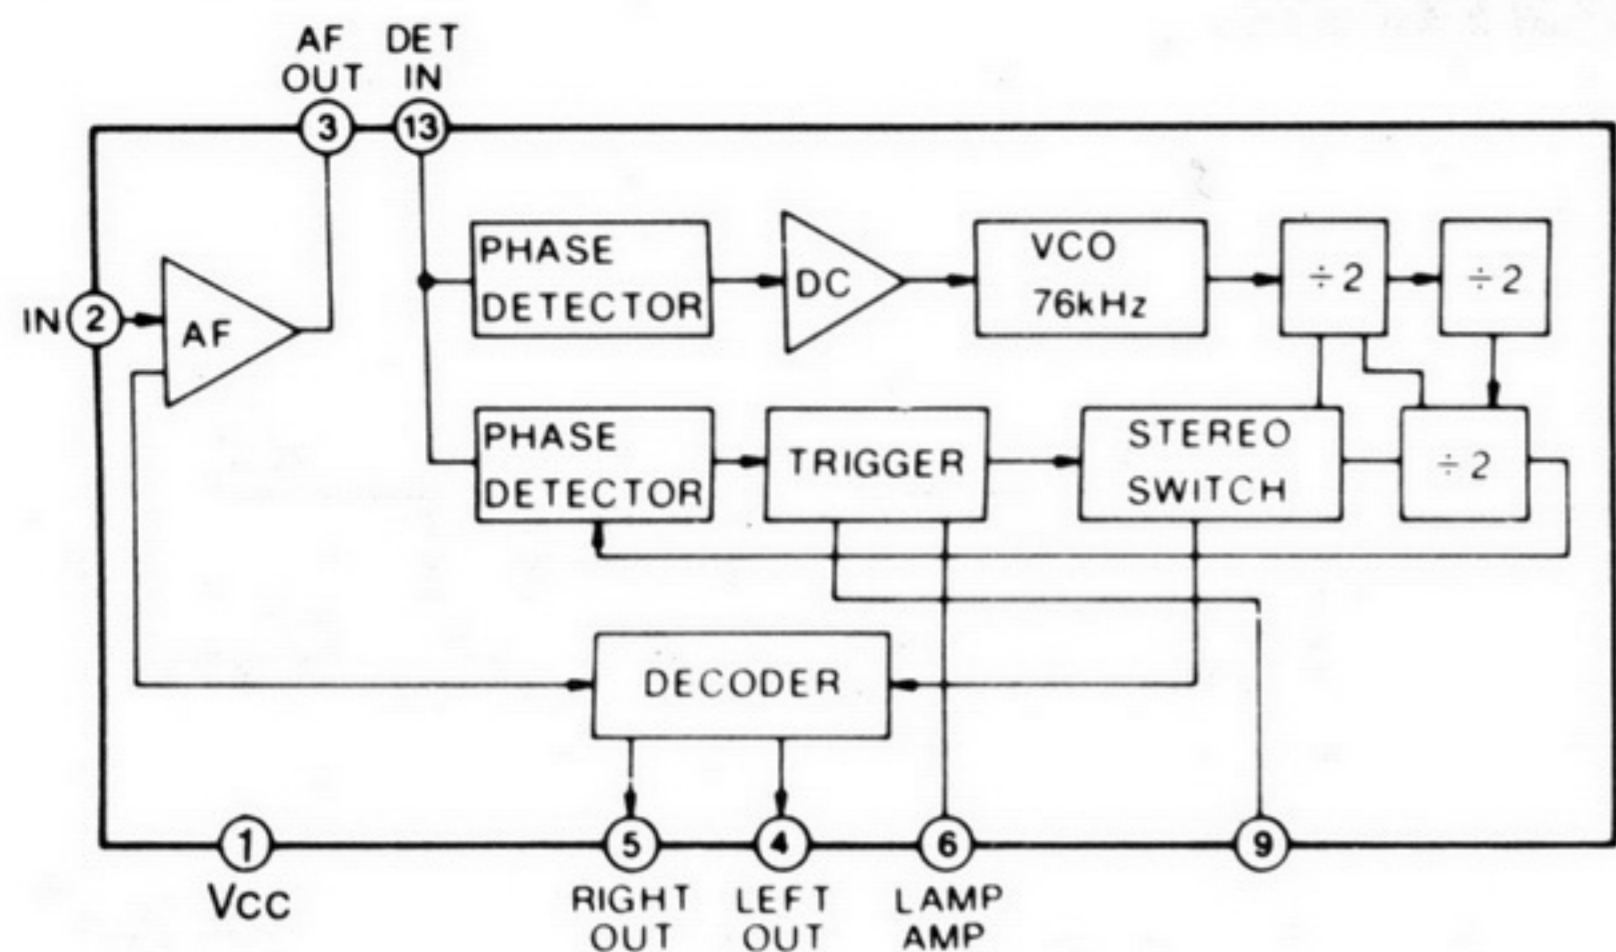 AF
OUT
DET
IN
3
13
IN
2
AF
PHASE
DETECTOR
DC
VCO
76kHz
÷2
÷2
PHASE
DETECTOR
TRIGGER
STEREO
SWITCH
÷2
DECODER
1
5
4
6
9
Vcc
RIGHT
OUT
LEFT
OUT
LAMP
AMP